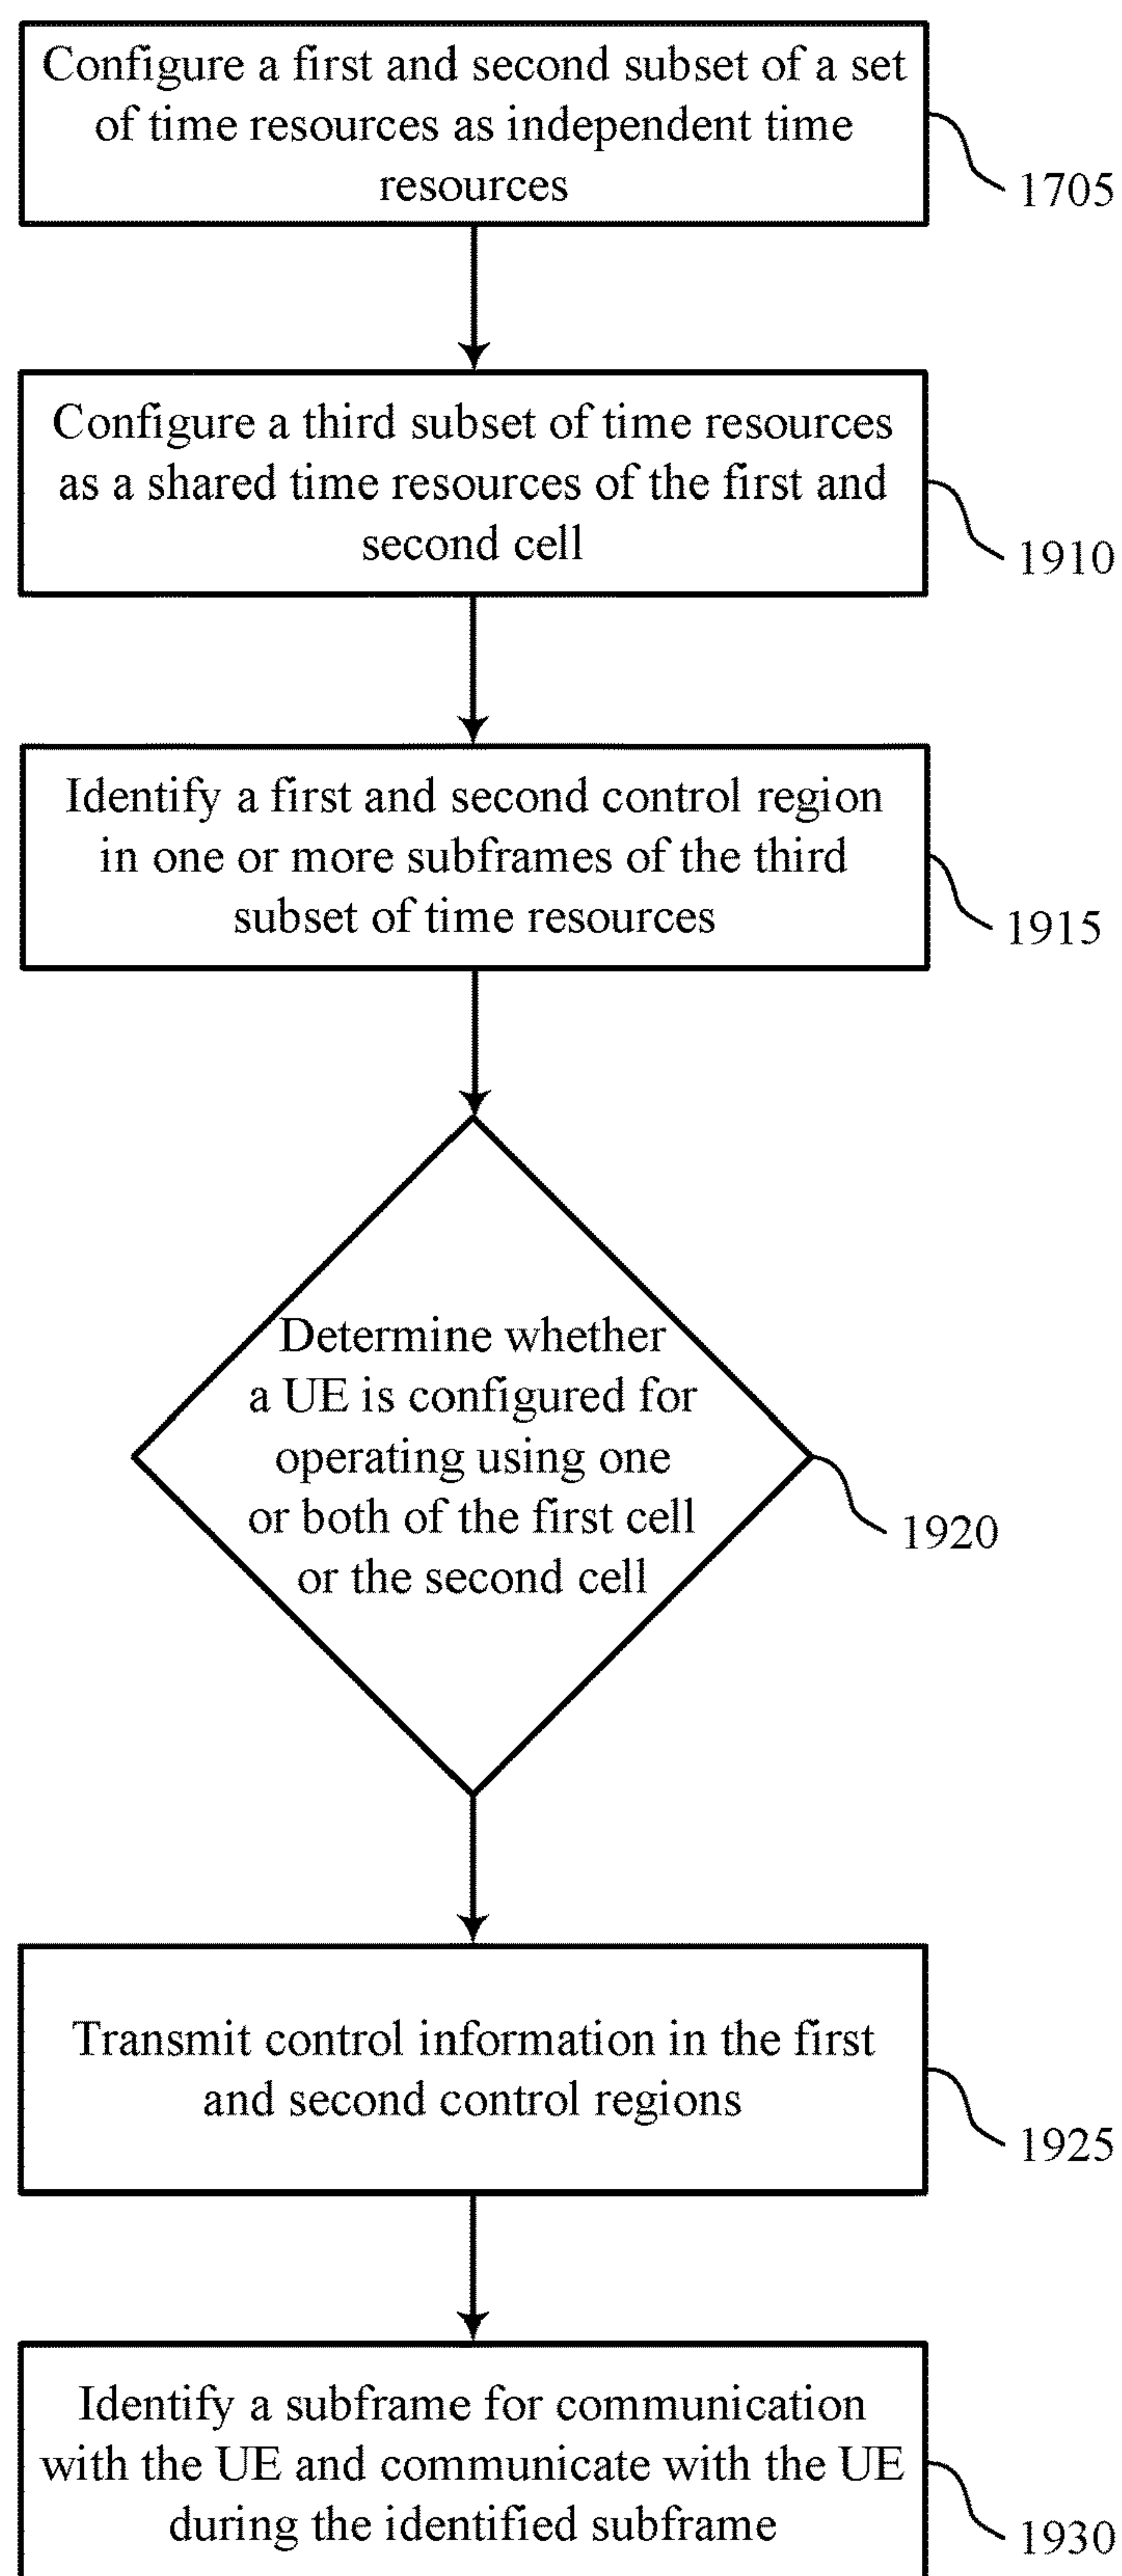 Configure a first and second subset of a set
of time resources as independent time
resources
1705
Configure a third subset of time resources
as a shared time resources of the first and
second cell
1910
Identify a first and second control region
in one or more subframes of the third
subset of time resources
1915
Determine whether
a UE is configured for
operating using one
or both of the first cell
or the second cell
1920
Transmit control information in the first
and second control regions
1925
Identify a subframe for communication
with the UE and communicate with the UE
during the identified subframe
1930